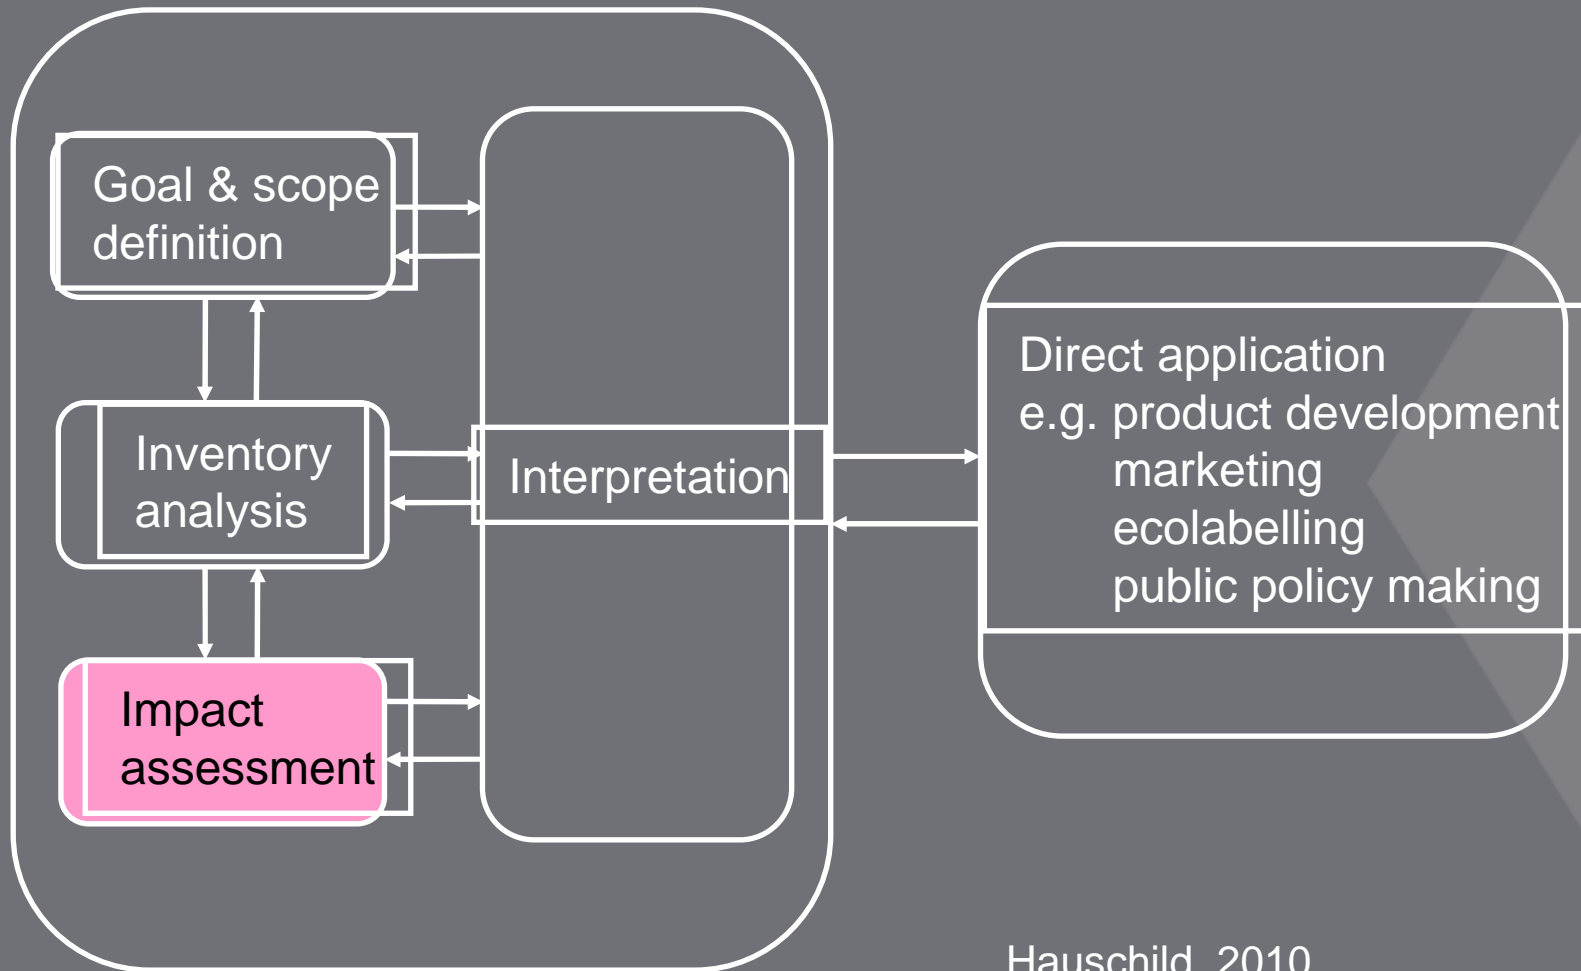 Goal & scope
definition
Inventory
analysis
Impact
assessment
Interpretation
Direct application
e.g. product development
marketing
ecolabelling
public policy making
Hauschild, 2010